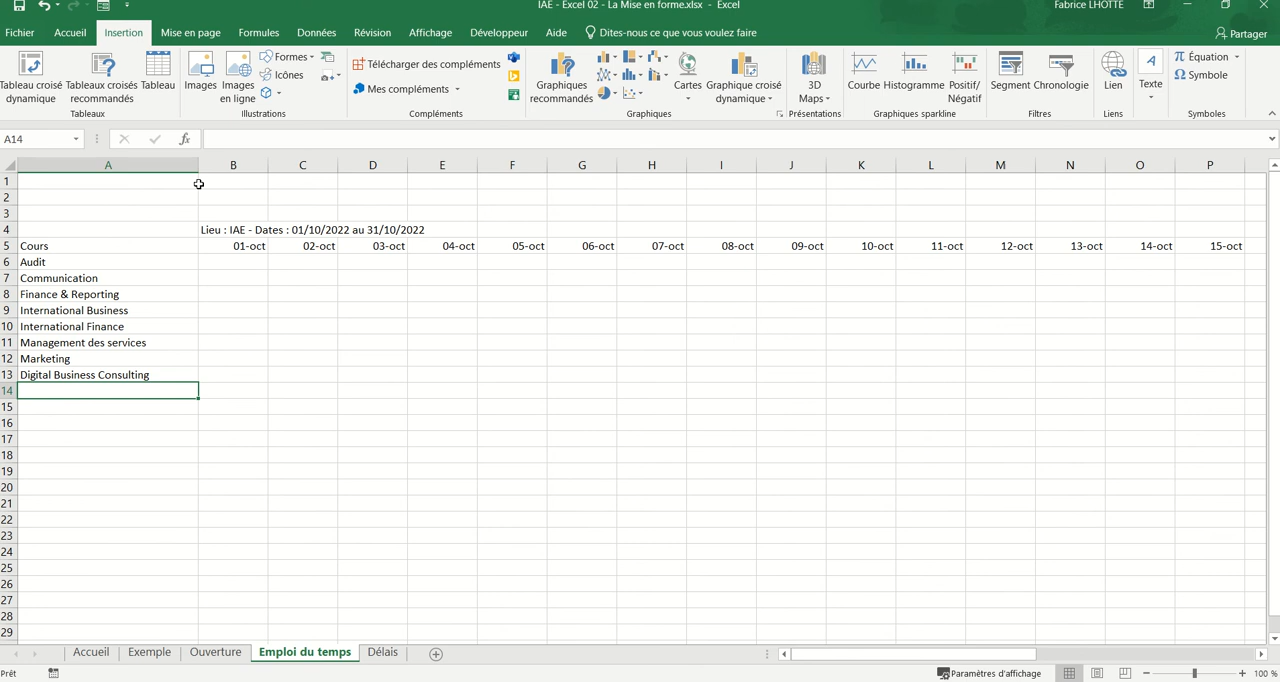 IAE - Excel 02 - La Mise en forme.xlsx - Excel
Fabrice LHOTTE
Fichier Accueil Insertion Mise en page Formules Données Révision Affichage Développeur Aide Dites-nous ce que vous voulez faire
Partager
Tableau croisé dynamique
Tableaux croisés recommandés
Tableau
Images
Images en ligne
Formes
Icônes
Télécharger des compléments
Mes compléments
Graphiques recommandés
Cartes
Graphique croisé dynamique
3D Maps
Courbe
Histogramme
Positif/ Négatif
Segment
Chronologie
Lien
Texte
Équation
Symbole
Tableaux
Illustrations
Compléments
Graphiques
Présentations
Graphiques sparkline
Filtres
Liens
Symboles
A14
fx
A B C D E F G H I J K L M N O P
1
2
3
4 Lieu : IAE - Dates : 01/10/2022 au 31/10/2022
5 Cours 01-oct 02-oct 03-oct 04-oct 05-oct 06-oct 07-oct 08-oct 09-oct 10-oct 11-oct 12-oct 13-oct 14-oct 15-oct
6 Audit
7 Communication
8 Finance & Reporting
9 International Business
10 International Finance
11 Management des services
12 Marketing
13 Digital Business Consulting
14
15
16
17
18
19
20
21
22
23
24
25
26
27
28
29
Accueil Exemple Ouverture Emploi du temps Délais
Prêt
Paramètres d'affichage
100 %